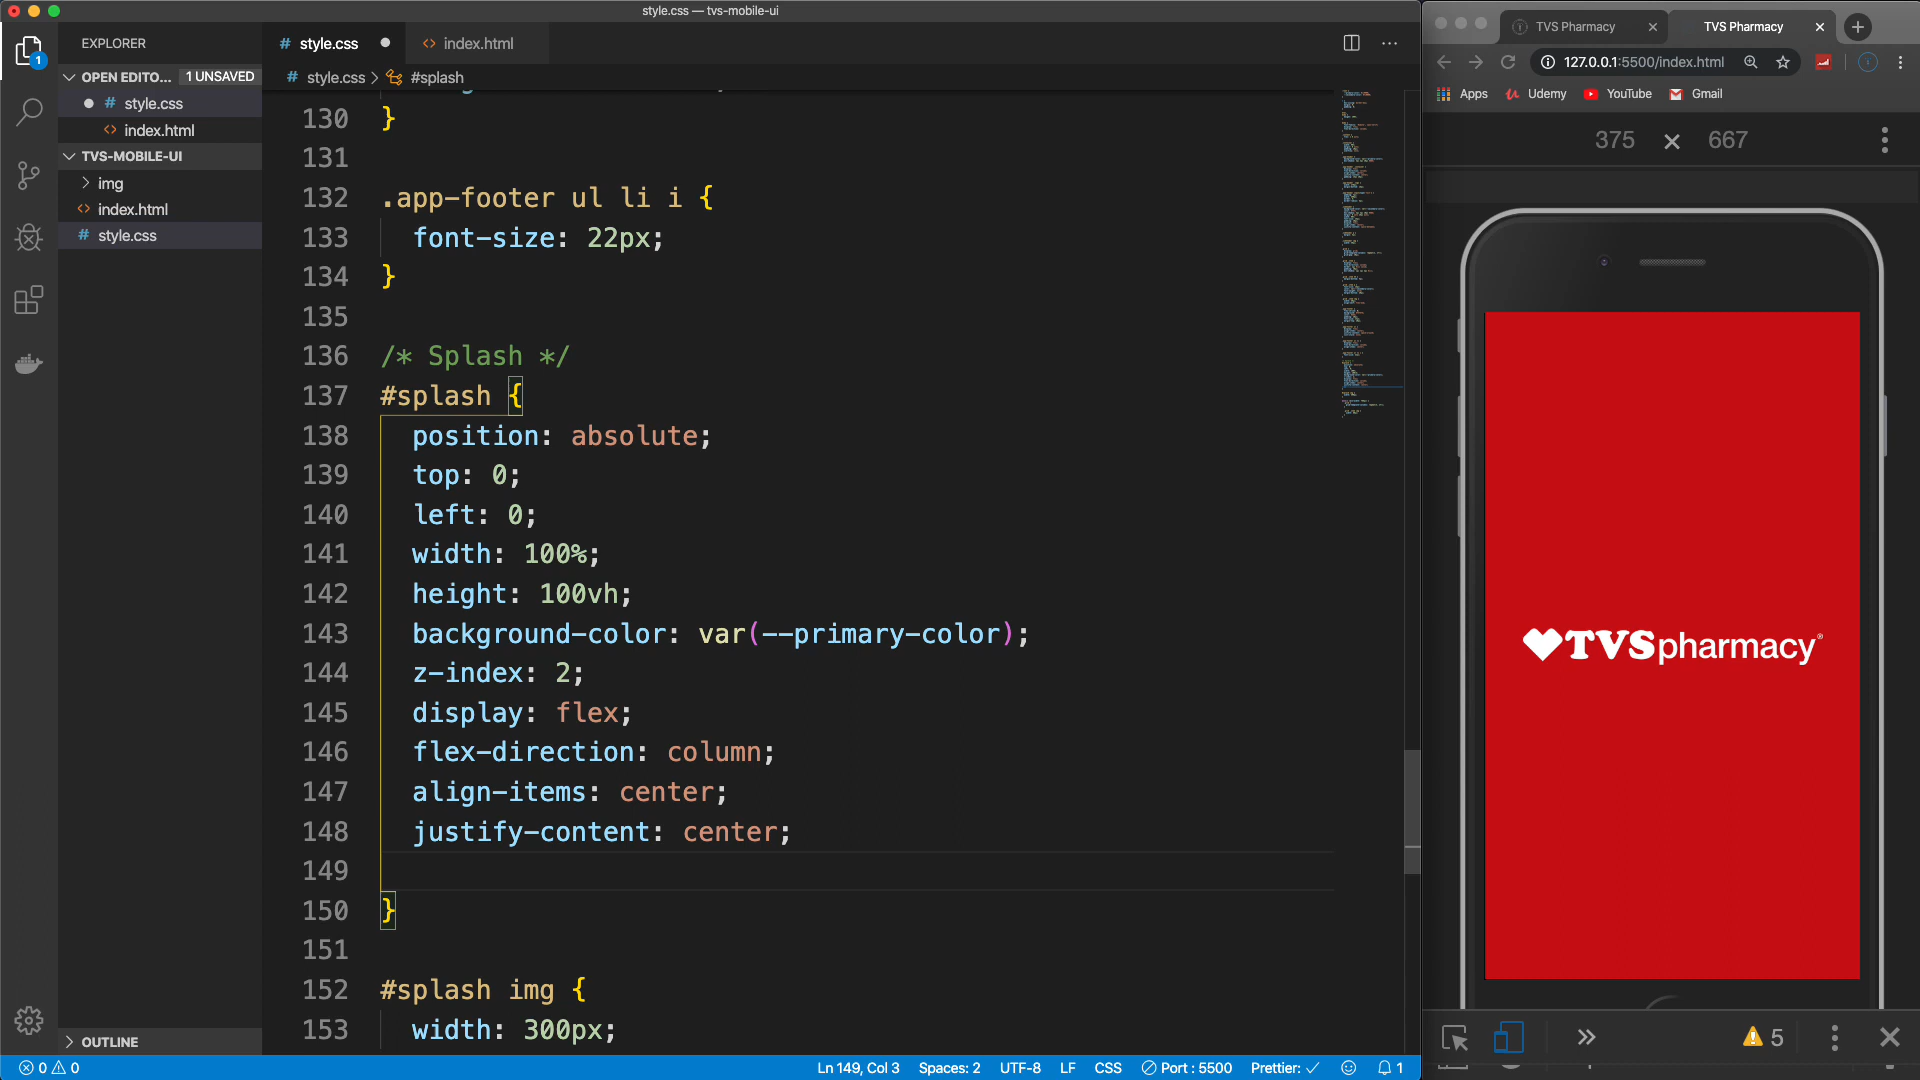 style.css — tvs-mobile-ui
EXPLORER
OPEN EDITO... 1 UNSAVED
# style.css
<> index.html
TVS-MOBILE-UI
> img
<> index.html
# style.css
OUTLINE
# style.css
<> index.html
# style.css > #splash
130 }
131
132 .app-footer ul li i {
133 font-size: 22px;
134 }
135
136 /* Splash */
137 #splash {
138 position: absolute;
139 top: 0;
140 left: 0;
141 width: 100%;
142 height: 100vh;
143 background-color: var(--primary-color);
144 z-index: 2;
145 display: flex;
146 flex-direction: column;
147 align-items: center;
148 justify-content: center;
149
150 }
151
152 #splash img {
153 width: 300px;
0 0 Ln 149, Col 3 Spaces: 2 UTF-8 LF CSS Port : 5500 Prettier: ✓ 1
TVS Pharmacy
TVS Pharmacy
127.0.0.1:5500/index.html
Apps Udemy YouTube Gmail
375 × 667
TVSpharmacy®
5
1